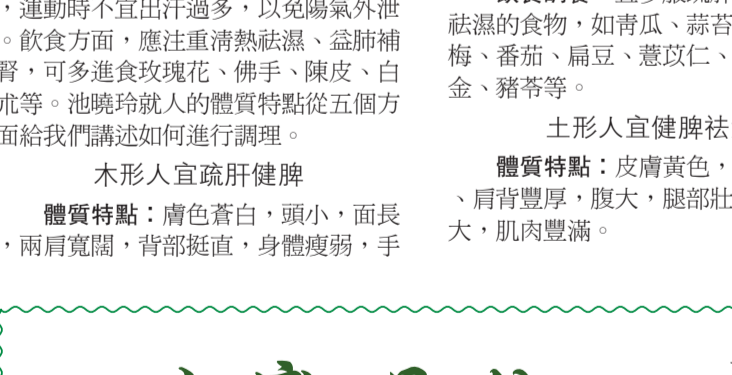 ，運動時不宜出汗過多，以免陽氣外泄
。飲食方面，應注重清熱祛濕、益肺補
腎，可多進食玫瑰花、佛手、陳皮、白
朮等。池曉玲就人的體質特點從五個方
面給我們講述如何進行調理。
木形人宜疏肝健脾
體質特點：膚色蒼白，頭小，面長
，兩肩寬闊，背部挺直，身體瘦弱，手
祛濕的食物，如青瓜、蒜苔
梅、番茄、扁豆、薏苡仁、
金、豬苓等。
土形人宜健脾祛
體質特點：皮膚黃色，
、肩背豐厚，腹大，腿部壯
大，肌肉豐滿。